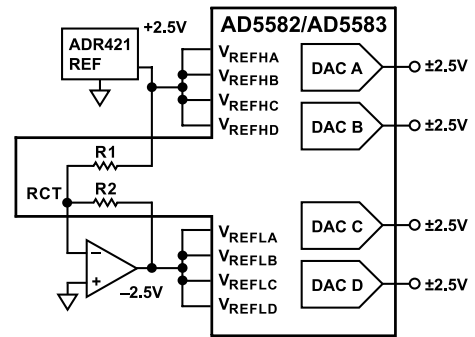 AD5582/AD5583
+2.5V
ADR421
REF
VREFHA
VREFHB
VREFHC
VREFHD
DAC A
±2.5V
DAC B
±2.5V
R1
RCT
R2
–2.5V
VREFLA
VREFLB
VREFLC
VREFLD
DAC C
±2.5V
DAC D
±2.5V
–
+